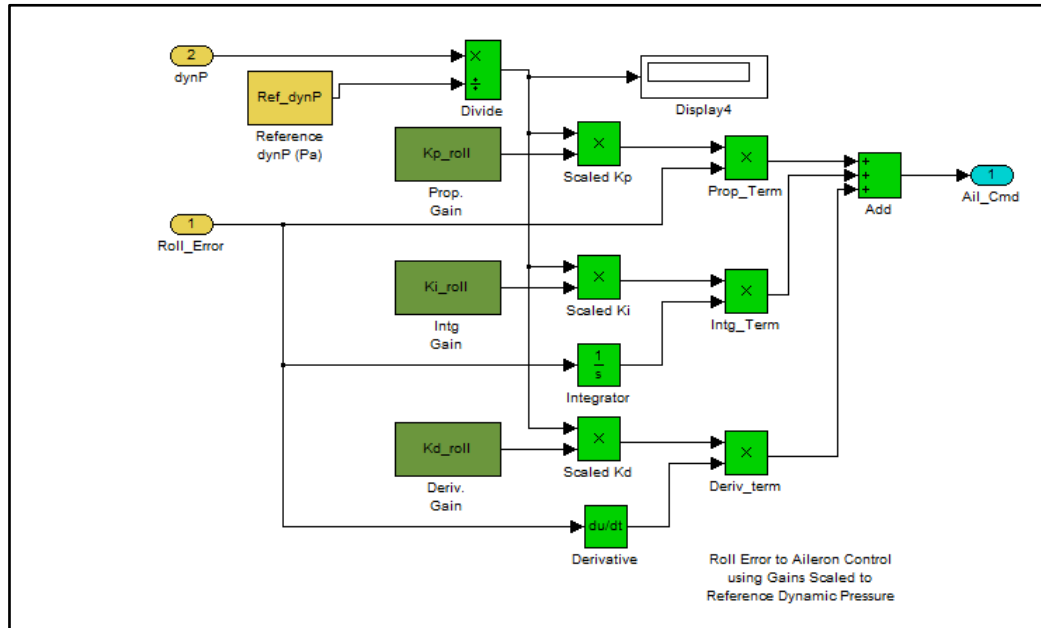 2
dynP
Ref_dynP
Reference
dynP (Pa)
×
÷
Divide
Display4
Kp_roll
Prop.
Gain
×
Scaled Kp
×
Prop_Term
+
+
+
Add
1
Ail_Cmd
1
Roll_Error
Ki_roll
Intg
Gain
×
Scaled Ki
×
Intg_Term
1
s
Integrator
Kd_roll
Deriv.
Gain
×
Scaled Kd
×
Deriv_term
du/dt
Derivative
Roll Error to Aileron Control
using Gains Scaled to
Reference Dynamic Pressure